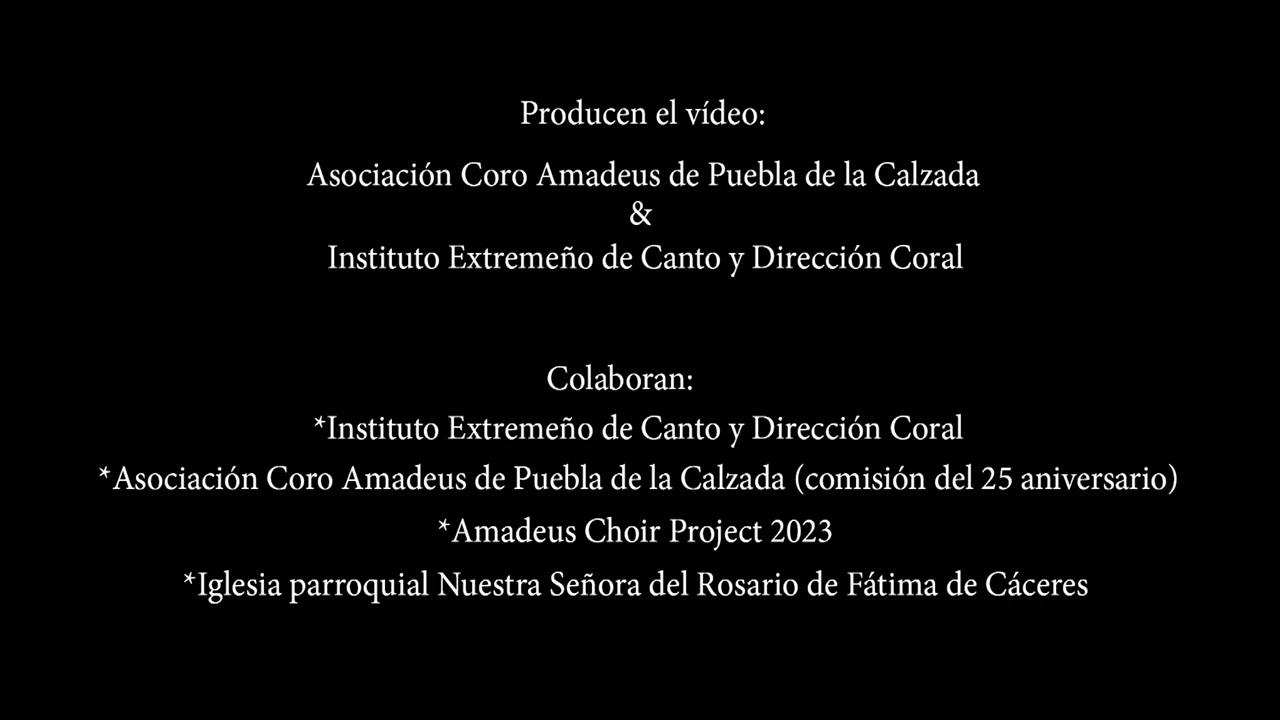 Producen el vídeo:
Asociación Coro Amadeus de Puebla de la Calzada
&
Instituto Extremeño de Canto y Dirección Coral
Colaboran:
*Instituto Extremeño de Canto y Dirección Coral
*Asociación Coro Amadeus de Puebla de la Calzada (comisión del 25 aniversario)
*Amadeus Choir Project 2023
*Iglesia parroquial Nuestra Señora del Rosario de Fátima de Cáceres